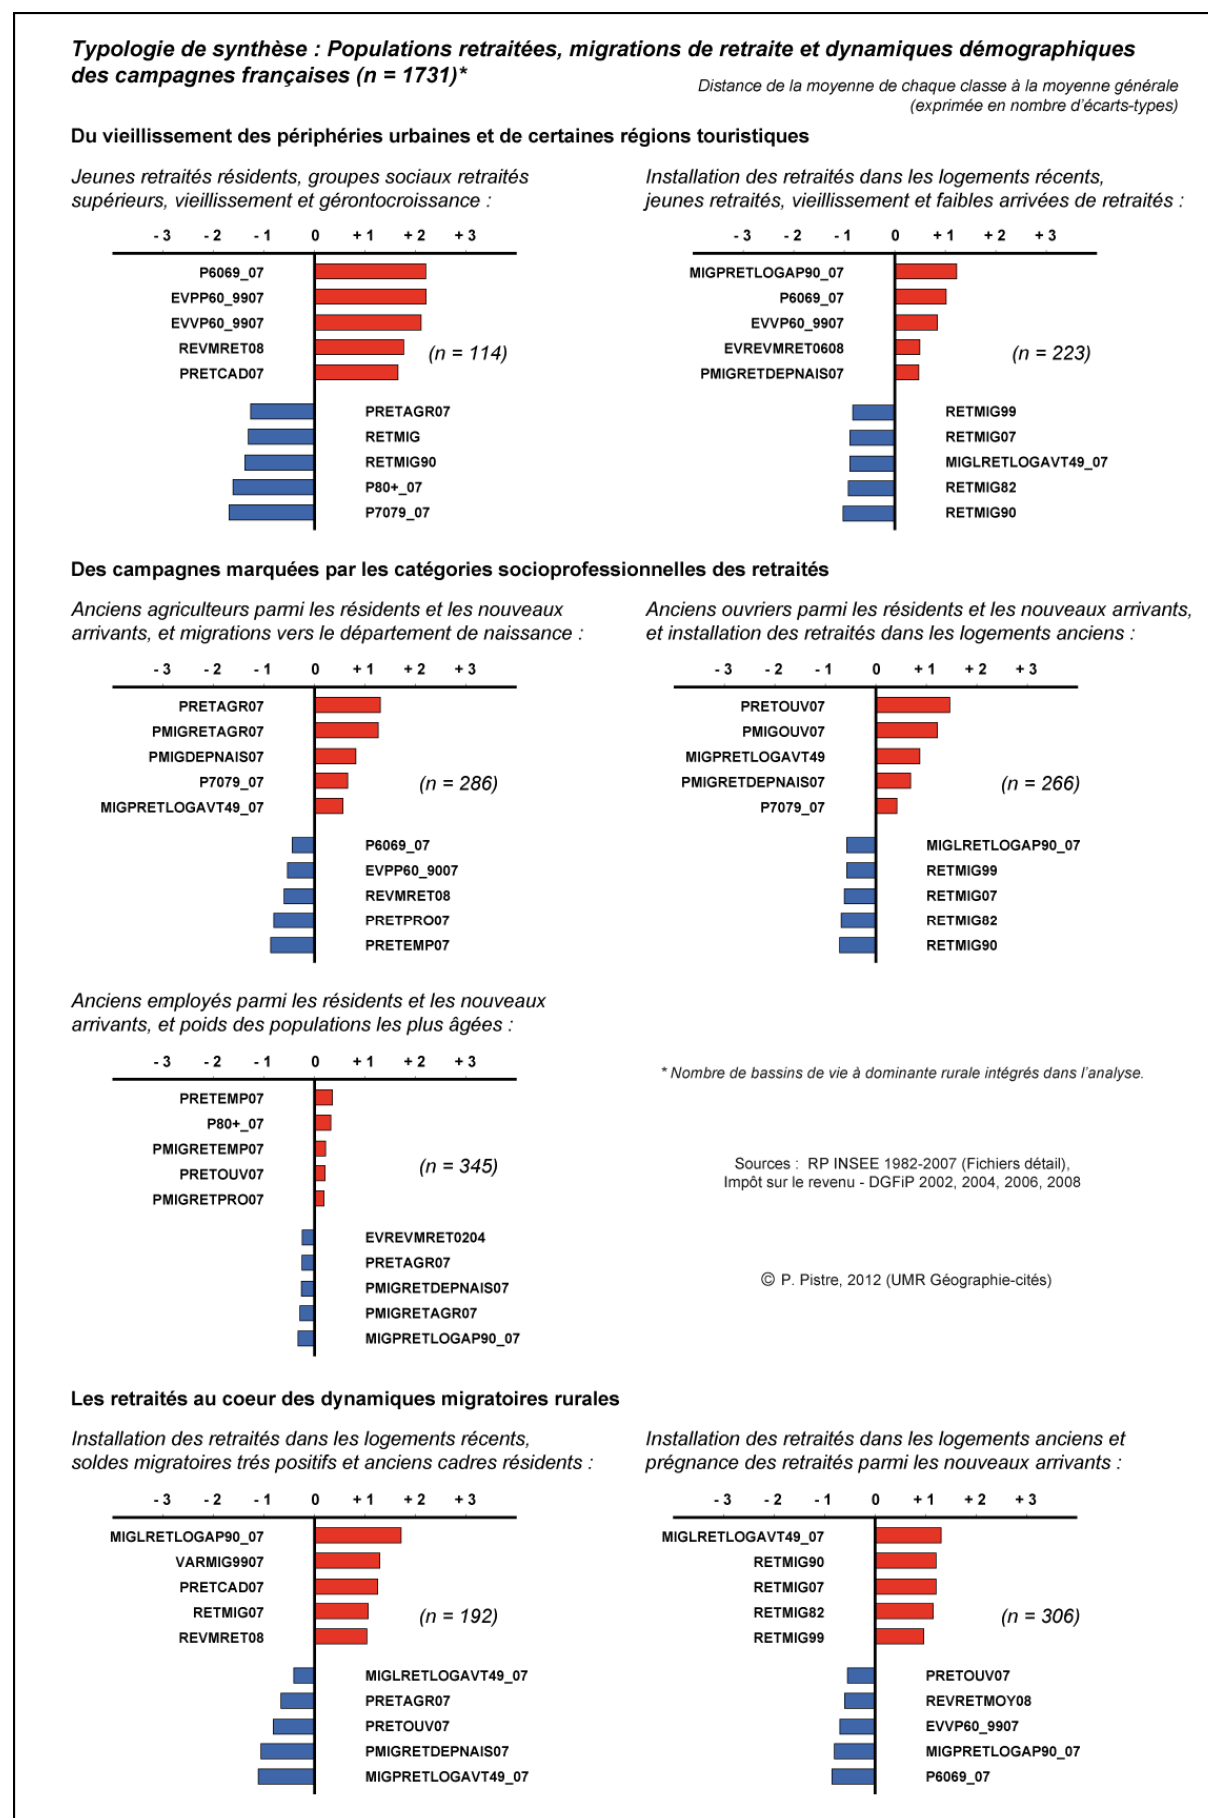 Typologie de synthèse : Populations retraitées, migrations de retraite et dynamiques démographiques
des campagnes françaises (n = 1731)*
Distance de la moyenne de chaque classe à la moyenne générale
(exprimée en nombre d'écarts-types)
Du vieillissement des périphéries urbaines et de certaines régions touristiques
Jeunes retraités résidents, groupes sociaux retraités
supérieurs, vieillissement et gérontocroissance :
- 3 - 2 - 1 0 + 1 + 2 + 3
P6069_07
EVPP60_9907
EVVP60_9907
REVMRET08
PRETCAD07
(n = 114)
PRETAGR07
RETMIG
RETMIG90
P80+_07
P7079_07
Installation des retraités dans les logements récents,
jeunes retraités, vieillissement et faibles arrivées de retraités :
- 3 - 2 - 1 0 + 1 + 2 + 3
MIGPRETLOGAP90_07
P6069_07
EVVP60_9907
EVREVMRET0608
PMIGRETDEPNAIS07
(n = 223)
RETMIG99
RETMIG07
MIGLRETLOGAVT49_07
RETMIG82
RETMIG90
Des campagnes marquées par les catégories socioprofessionnelles des retraités
Anciens agriculteurs parmi les résidents et les nouveaux
arrivants, et migrations vers le département de naissance :
- 3 - 2 - 1 0 + 1 + 2 + 3
PRETAGR07
PMIGRETAGR07
PMIGDEPNAIS07
P7079_07
MIGPRETLOGAVT49_07
(n = 286)
P6069_07
EVPP60_9007
REVMRET08
PRETPRO07
PRETEMP07
Anciens ouvriers parmi les résidents et les nouveaux arrivants,
et installation des retraités dans les logements anciens :
- 3 - 2 - 1 0 + 1 + 2 + 3
PRETOUV07
PMIGOUV07
MIGPRETLOGAVT49
PMIGRETDEPNAIS07
P7079_07
(n = 266)
MIGLRETLOGAP90_07
RETMIG99
RETMIG07
RETMIG82
RETMIG90
Anciens employés parmi les résidents et les nouveaux
arrivants, et poids des populations les plus âgées :
- 3 - 2 - 1 0 + 1 + 2 + 3
PRETEMP07
P80+_07
PMIGRETEMP07
PRETOUV07
PMIGRETPRO07
(n = 345)
EVREVMRET0204
PRETAGR07
PMIGRETDEPNAIS07
PMIGRETAGR07
MIGPRETLOGAP90_07
* Nombre de bassins de vie à dominante rurale intégrés dans l'analyse.
Sources : RP INSEE 1982-2007 (Fichiers détail),
Impôt sur le revenu - DGFiP 2002, 2004, 2006, 2008
© P. Pistre, 2012 (UMR Géographie-cités)
Les retraités au coeur des dynamiques migratoires rurales
Installation des retraités dans les logements récents,
soldes migratoires trés positifs et anciens cadres résidents :
- 3 - 2 - 1 0 + 1 + 2 + 3
MIGLRETLOGAP90_07
VARMIG9907
PRETCAD07
RETMIG07
REVMRET08
(n = 192)
MIGLRETLOGAVT49_07
PRETAGR07
PRETOUV07
PMIGRETDEPNAIS07
MIGPRETLOGAVT49_07
Installation des retraités dans les logements anciens et
prégnance des retraités parmi les nouveaux arrivants :
- 3 - 2 - 1 0 + 1 + 2 + 3
MIGLRETLOGAVT49_07
RETMIG90
RETMIG07
RETMIG82
RETMIG99
(n = 306)
PRETOUV07
REVRETMOY08
EVVP60_9907
MIGPRETLOGAP90_07
P6069_07